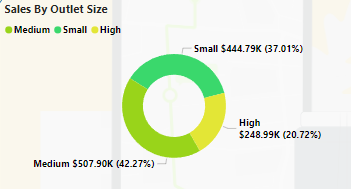 Sales By Outlet Size
Medium Small High
Small $444.79K (37.01%)
High
$248.99K (20.72%)
Medium $507.90K (42.27%)